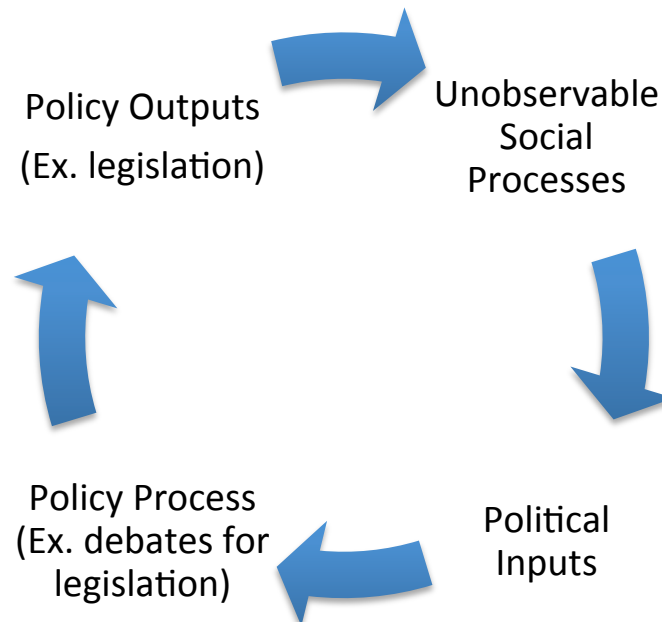 Policy Outputs
(Ex. legislation)
Unobservable
Social
Processes
Policy Process
(Ex. debates for
legislation)
Political
Inputs